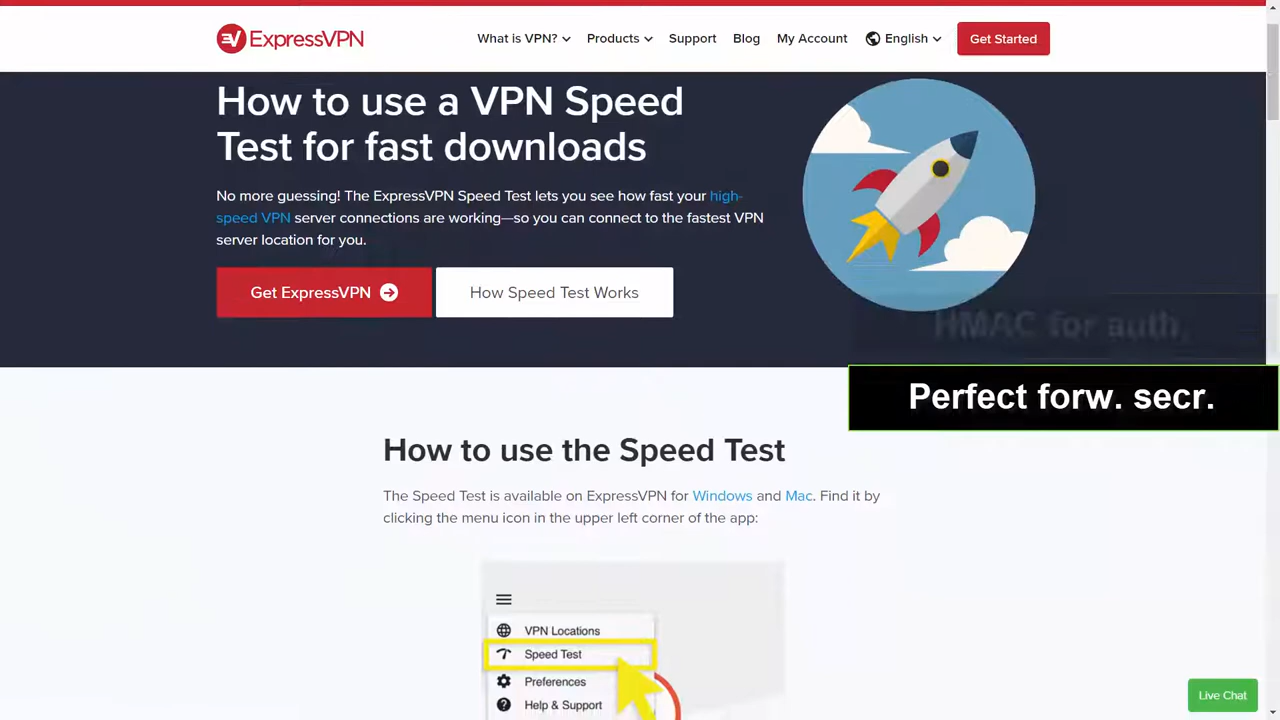 ExpressVPN
What is VPN? Products Support Blog My Account English Get Started
How to use a VPN Speed
Test for fast downloads
No more guessing! The ExpressVPN Speed Test lets you see how fast your high-
speed VPN server connections are working—so you can connect to the fastest VPN
server location for you.
Get ExpressVPN
How Speed Test Works
HMAC for auth.
Perfect forw. secr.
How to use the Speed Test
The Speed Test is available on ExpressVPN for Windows and Mac. Find it by
clicking the menu icon in the upper left corner of the app:
VPN Locations
Speed Test
Preferences
Help & Support
Live Chat